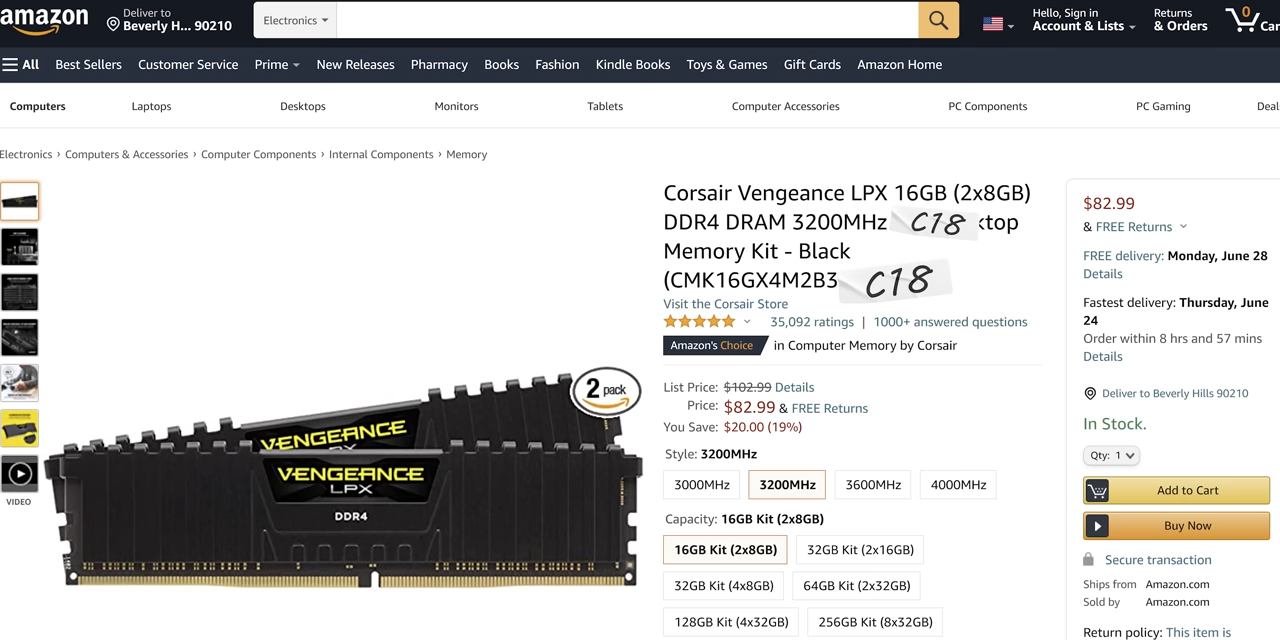 amazon
Deliver to
Beverly H... 90210
Electronics
0
Hello, Sign in
Account & Lists
Returns
& Orders
Car
All Best Sellers Customer Service Prime New Releases Pharmacy Books Fashion Kindle Books Toys & Games Gift Cards Amazon Home
Computers Laptops Desktops Monitors Tablets Computer Accessories PC Components PC Gaming Deal
Electronics › Computers & Accessories › Computer Components › Internal Components › Memory
VIDEO
2 pack
VENGEANCE
VENGEANCE
LPX
DDR4
Corsair Vengeance LPX 16GB (2x8GB)
DDR4 DRAM 3200MHz C18 ktop
Memory Kit - Black
(CMK16GX4M2B3 C18
Visit the Corsair Store
35,092 ratings | 1000+ answered questions
Amazon's Choice in Computer Memory by Corsair
List Price: $102.99 Details
Price: $82.99 & FREE Returns
You Save: $20.00 (19%)
Style: 3200MHz
3000MHz 3200MHz 3600MHz 4000MHz
Capacity: 16GB Kit (2x8GB)
16GB Kit (2x8GB) 32GB Kit (2x16GB)
32GB Kit (4x8GB) 64GB Kit (2x32GB)
128GB Kit (4x32GB) 256GB Kit (8x32GB)
$82.99
& FREE Returns
FREE delivery: Monday, June 28
Details
Fastest delivery: Thursday, June
24
Order within 8 hrs and 57 mins
Details
Deliver to Beverly Hills 90210
In Stock.
Qty: 1
Add to Cart
Buy Now
Secure transaction
Ships from Amazon.com
Sold by Amazon.com
Return policy: This item is